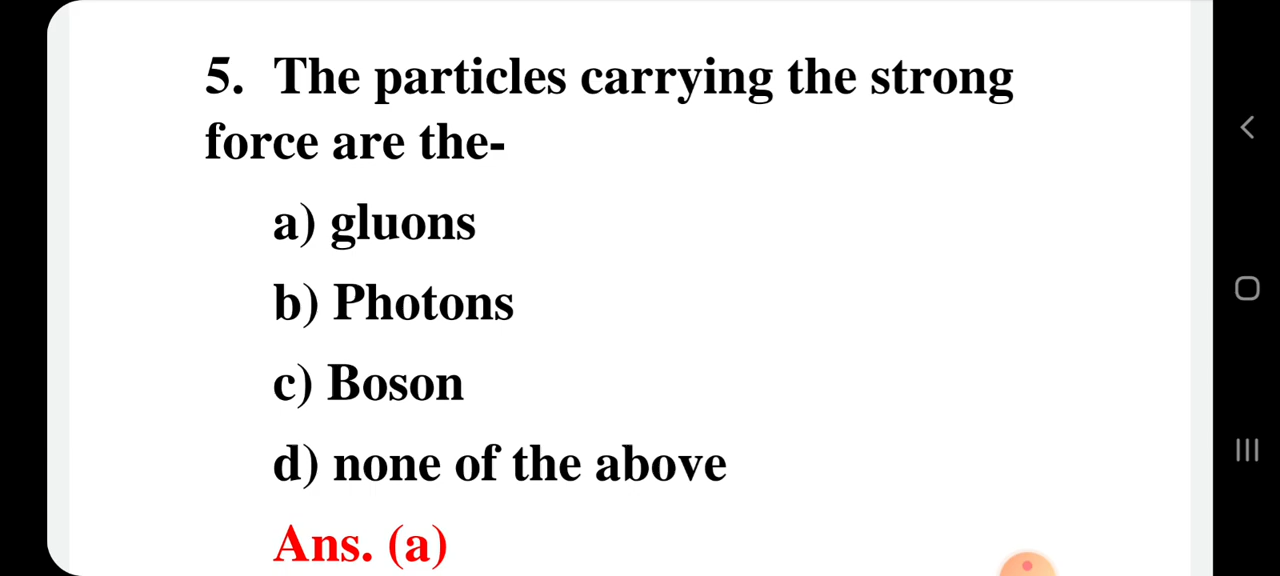 5. The particles carrying the strong
force are the-
a) gluons
b) Photons
c) Boson
d) none of the above
Ans. (a)